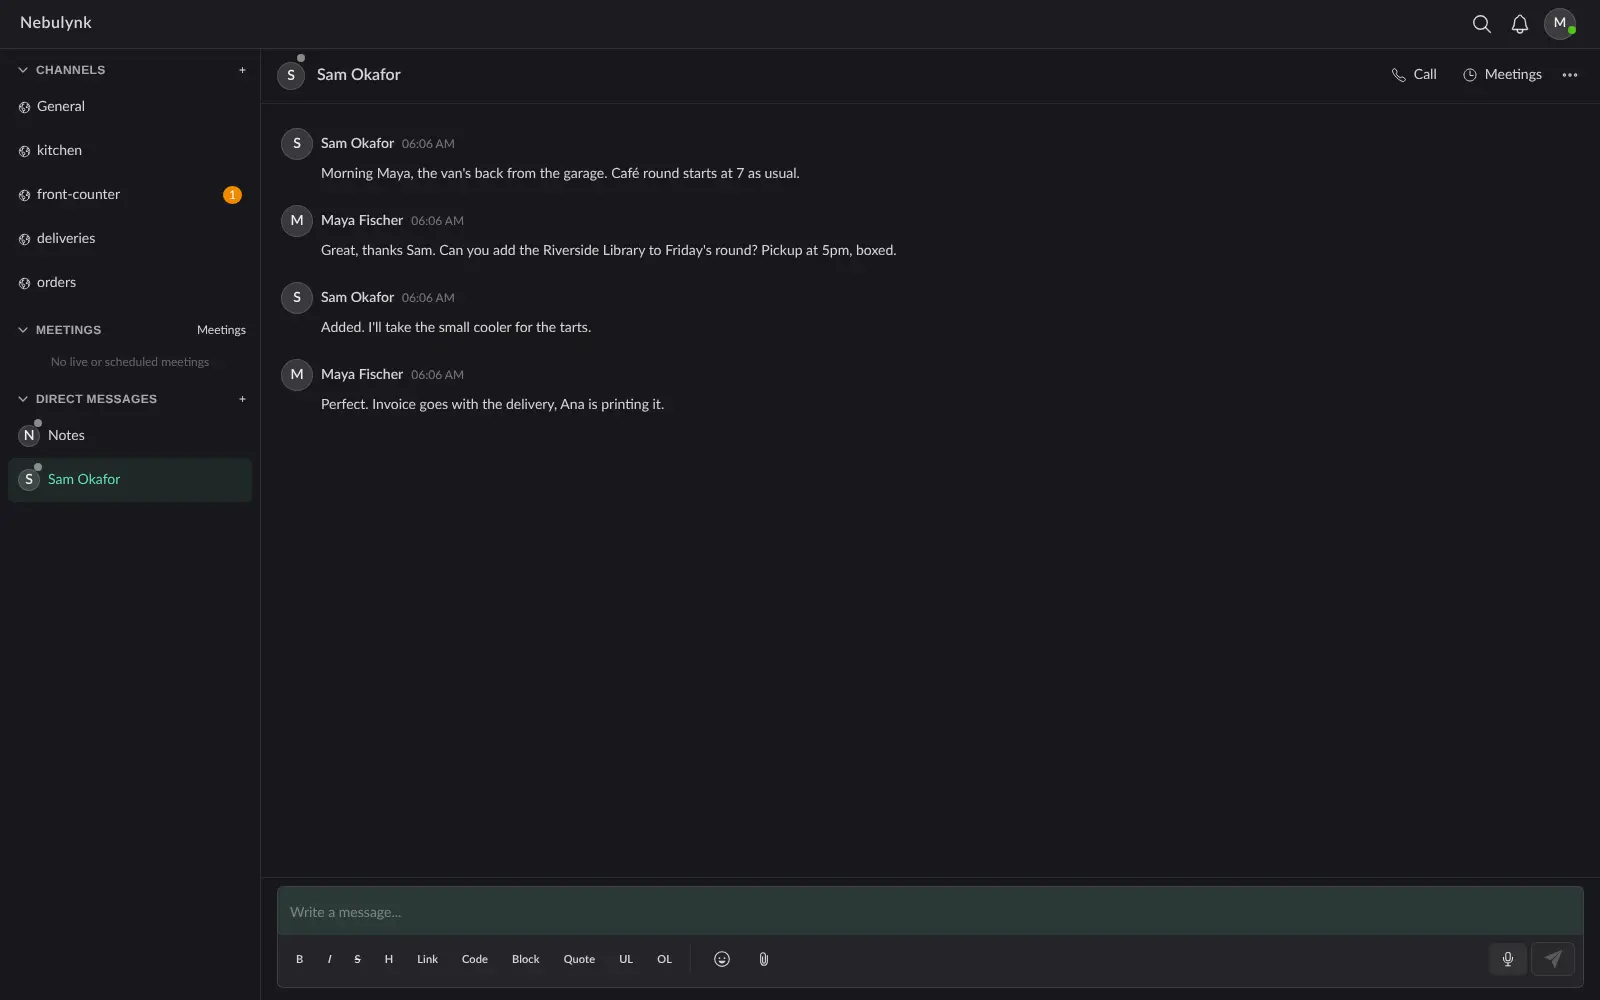 Nebulynk
M
CHANNELS +
General
kitchen
front-counter 1
deliveries
orders
MEETINGS Meetings
No live or scheduled meetings
DIRECT MESSAGES +
N Notes
S Sam Okafor
S Sam Okafor
Call Meetings
S Sam Okafor 06:06 AM
Morning Maya, the van's back from the garage. Café round starts at 7 as usual.
M Maya Fischer 06:06 AM
Great, thanks Sam. Can you add the Riverside Library to Friday's round? Pickup at 5pm, boxed.
S Sam Okafor 06:06 AM
Added. I'll take the small cooler for the tarts.
M Maya Fischer 06:06 AM
Perfect. Invoice goes with the delivery, Ana is printing it.
Write a message...
B I S H Link Code Block Quote UL OL